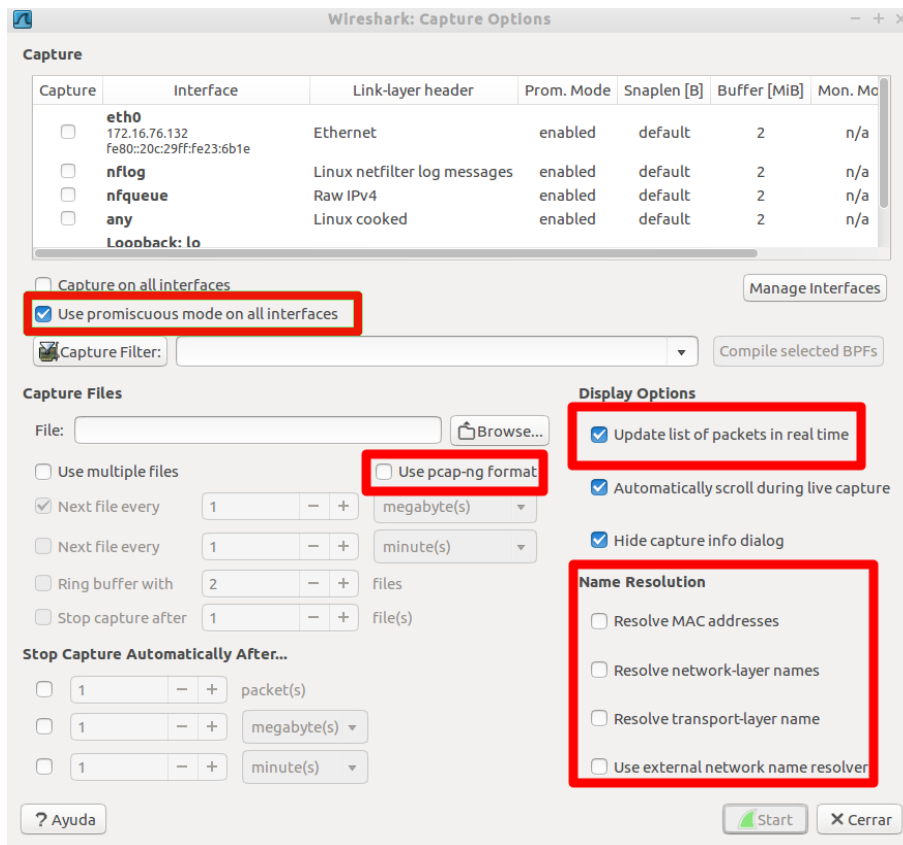 Wireshark: Capture Options
Capture
Capture Interface Link-layer header Prom. Mode Snaplen [B] Buffer [MiB] Mon. Mo
eth0
172.16.76.132 Ethernet enabled default 2 n/a
fe80::20c:29ff:fe23:6b1e
nflog Linux netfilter log messages enabled default 2 n/a
nfqueue Raw IPv4 enabled default 2 n/a
any Linux cooked enabled default 2 n/a
Loopback: lo
Capture on all interfaces Manage Interfaces
Use promiscuous mode on all interfaces
Capture Filter: Compile selected BPFs
Capture Files Display Options
File: Browse... Update list of packets in real time
Use multiple files Use pcap-ng format
Automatically scroll during live capture
Next file every 1 − + megabyte(s)
Next file every 1 − + minute(s) Hide capture info dialog
Ring buffer with 2 − + files Name Resolution
Stop capture after 1 − + file(s) Resolve MAC addresses
Stop Capture Automatically After...
Resolve network-layer names
1 − + packet(s)
1 − + megabyte(s) Resolve transport-layer name
1 − + minute(s) Use external network name resolver
? Ayuda Start Cerrar